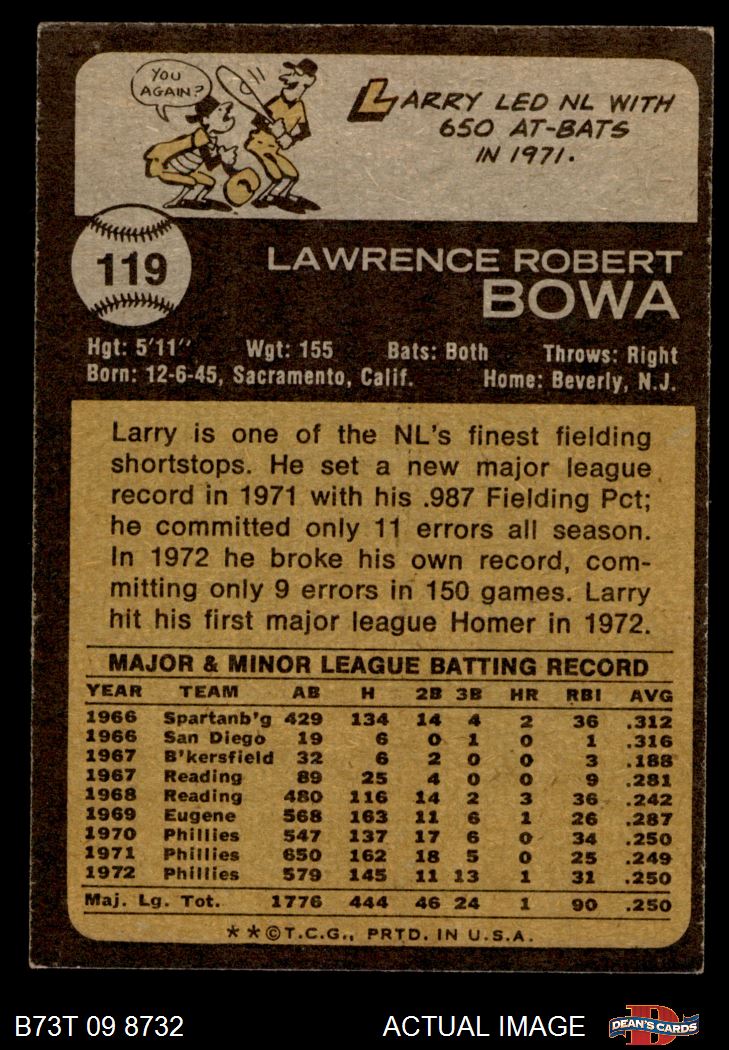 YOU
AGAIN?
LARRY LED NL WITH
650 AT-BATS
IN 1971.
119
LAWRENCE ROBERT
BOWA
Hgt: 5'11" Wgt: 155 Bats: Both Throws: Right
Born: 12-6-45, Sacramento, Calif. Home: Beverly, N.J.
Larry is one of the NL's finest fielding
shortstops. He set a new major league
record in 1971 with his .987 Fielding Pct;
he committed only 11 errors all season.
In 1972 he broke his own record, com-
mitting only 9 errors in 150 games. Larry
hit his first major league Homer in 1972.
MAJOR & MINOR LEAGUE BATTING RECORD
YEAR TEAM AB H 2B 3B HR RBI AVG
1966 Spartanb'g 429 134 14 4 2 36 .312
1966 San Diego 19 6 0 1 0 1 .316
1967 B'kersfield 32 6 2 0 0 3 .188
1967 Reading 89 25 4 0 0 9 .281
1968 Reading 480 116 14 2 3 36 .242
1969 Eugene 568 163 11 6 1 26 .287
1970 Phillies 547 137 17 6 0 34 .250
1971 Phillies 650 162 18 5 0 25 .249
1972 Phillies 579 145 11 13 1 31 .250
Maj. Lg. Tot. 1776 444 46 24 1 90 .250
**©T.C.G., PRTD. IN U.S.A.
B73T 09 8732 ACTUAL IMAGE
D
DEAN'S CARDS